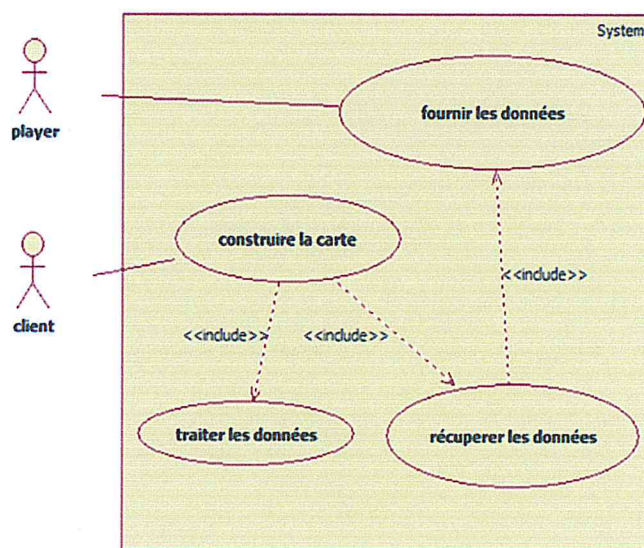 System
player
fournir les données
client
construire la carte
<<include>>
<<include>>
<<include>>
traiter les données
récuperer les données